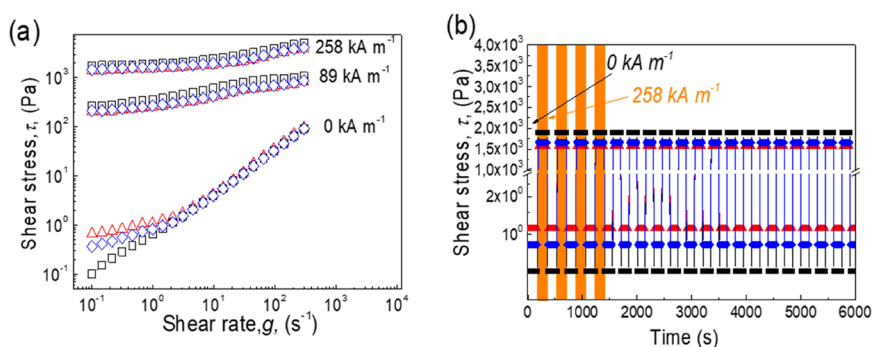 (a)
10³
10²
10¹
10⁰
10⁻¹
Shear stress, τ, (Pa)
258 kA m⁻¹
89 kA m⁻¹
0 kA m⁻¹
10⁻¹ 10⁰ 10¹ 10² 10³ 10⁴
Shear rate,g, (s⁻¹)
(b)
4,0x10³
3,5x10³
3,0x10³
2,5x10³
2,0x10³
1,5x10³
1,0x10³
2x10⁰
10⁰
Shear stress, τ, (Pa)
0 kA m⁻¹
258 kA m⁻¹
0 1000 2000 3000 4000 5000 6000
Time (s)